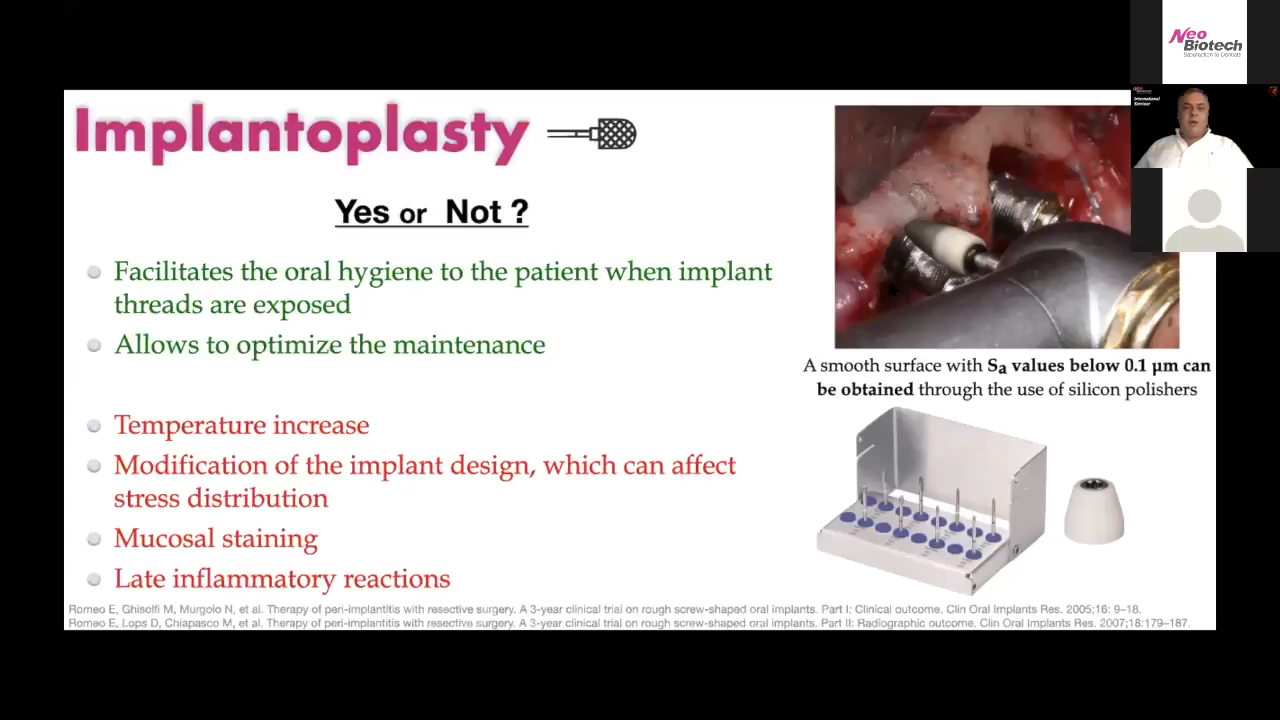 Neo
Biotech
Satisfaction to Dentists
International
Seminar
Implantoplasty
Yes or Not ?
Facilitates the oral hygiene to the patient when implant
threads are exposed
Allows to optimize the maintenance
Temperature increase
Modification of the implant design, which can affect
stress distribution
Mucosal staining
Late inflammatory reactions
A smooth surface with Sa values below 0.1 µm can
be obtained through the use of silicon polishers
Romeo E, Ghisolfi M, Murgolo N, et al. Therapy of peri-implantitis with resective surgery. A 3-year clinical trial on rough screw-shaped oral implants. Part I: Clinical outcome. Clin Oral Implants Res. 2005;16: 9–18.
Romeo E, Lops D, Chiapasco M, et al. Therapy of peri-implantitis with resective surgery. A 3-year clinical trial on rough screw-shaped oral implants. Part II: Radiographic outcome. Clin Oral Implants Res. 2007;18:179–187.